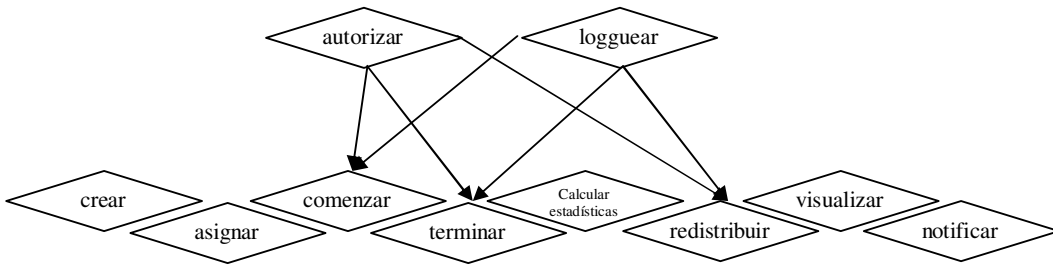 autorizar
logguear
crear
asignar
comenzar
terminar
Calcular
estadísticas
redistribuir
visualizar
notificar